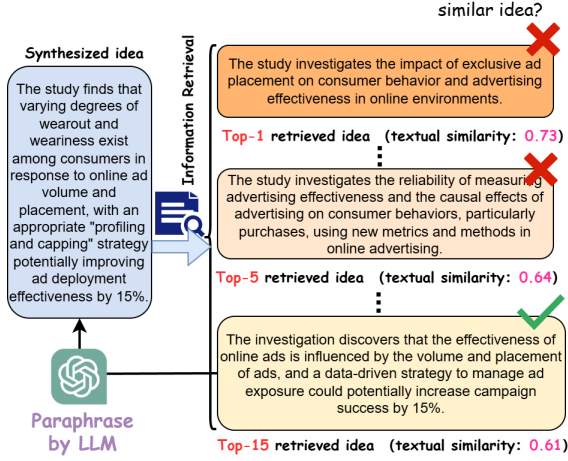 similar idea?
Synthesized idea
The study finds that
varying degrees of
wearout and
weariness exist
among consumers in
response to online ad
volume and
placement, with an
appropriate "profiling
and capping" strategy
potentially improving
ad deployment
effectiveness by 15%.
Information Retrieval
The study investigates the impact of exclusive ad
placement on consumer behavior and advertising
effectiveness in online environments.
Top-1 retrieved idea (textual similarity: 0.73)
The study investigates the reliability of measuring
advertising effectiveness and the causal effects of
advertising on consumer behaviors, particularly
purchases, using new metrics and methods in
online advertising.
Top-5 retrieved idea (textual similarity: 0.64)
The investigation discovers that the effectiveness of
online ads is influenced by the volume and placement
of ads, and a data-driven strategy to manage ad
exposure could potentially increase campaign
success by 15%.
Top-15 retrieved idea (textual similarity: 0.61)
Paraphrase
by LLM